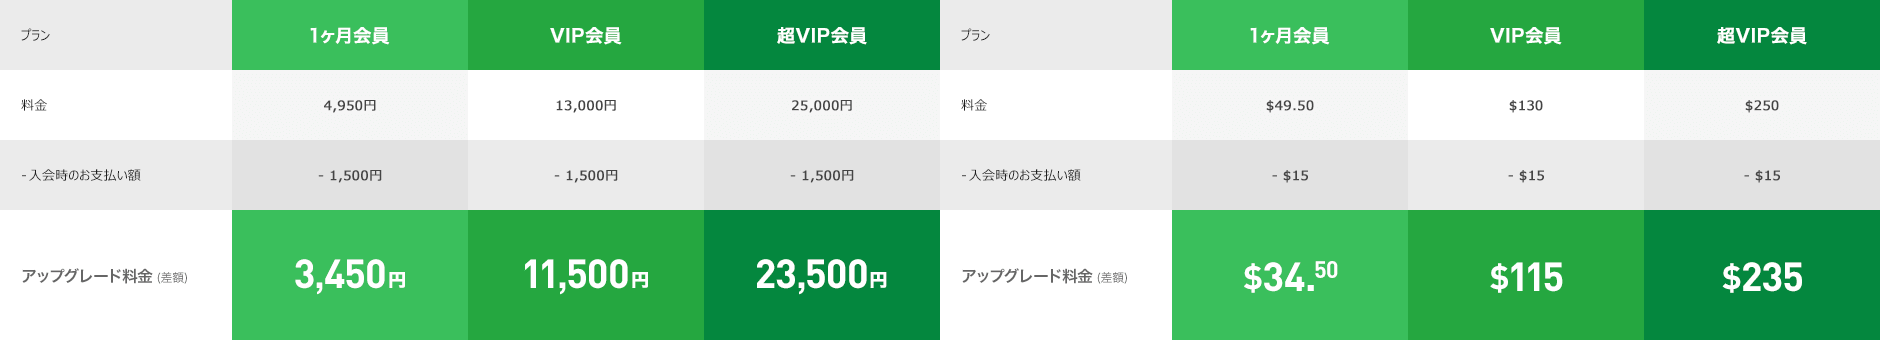 プラン 1ヶ月会員 VIP会員 超VIP会員
料金 4,950円 13,000円 25,000円
- 入会時のお支払い額 - 1,500円 - 1,500円 - 1,500円
アップグレード料金 (差額) 3,450円 11,500円 23,500円
プラン 1ヶ月会員 VIP会員 超VIP会員
料金 $49.50 $130 $250
- 入会時のお支払い額 - $15 - $15 - $15
アップグレード料金 (差額) $34.50 $115 $235